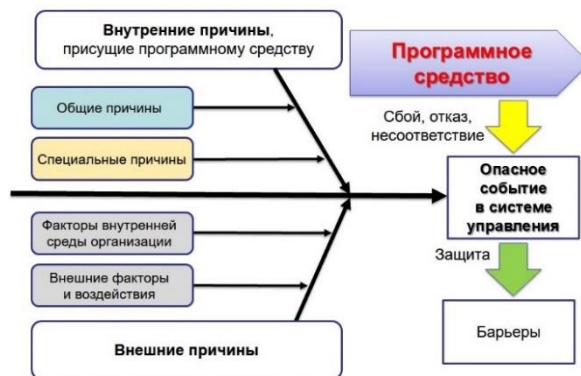 Внутренние причины,
присущие программному средству
Общие причины
Специальные причины
Факторы внутренней
среды организации
Внешние факторы
и воздействия
Внешние причины
Программное
средство
Сбой, отказ,
несоответствие
Опасное
событие
в системе
управления
Защита
Барьеры